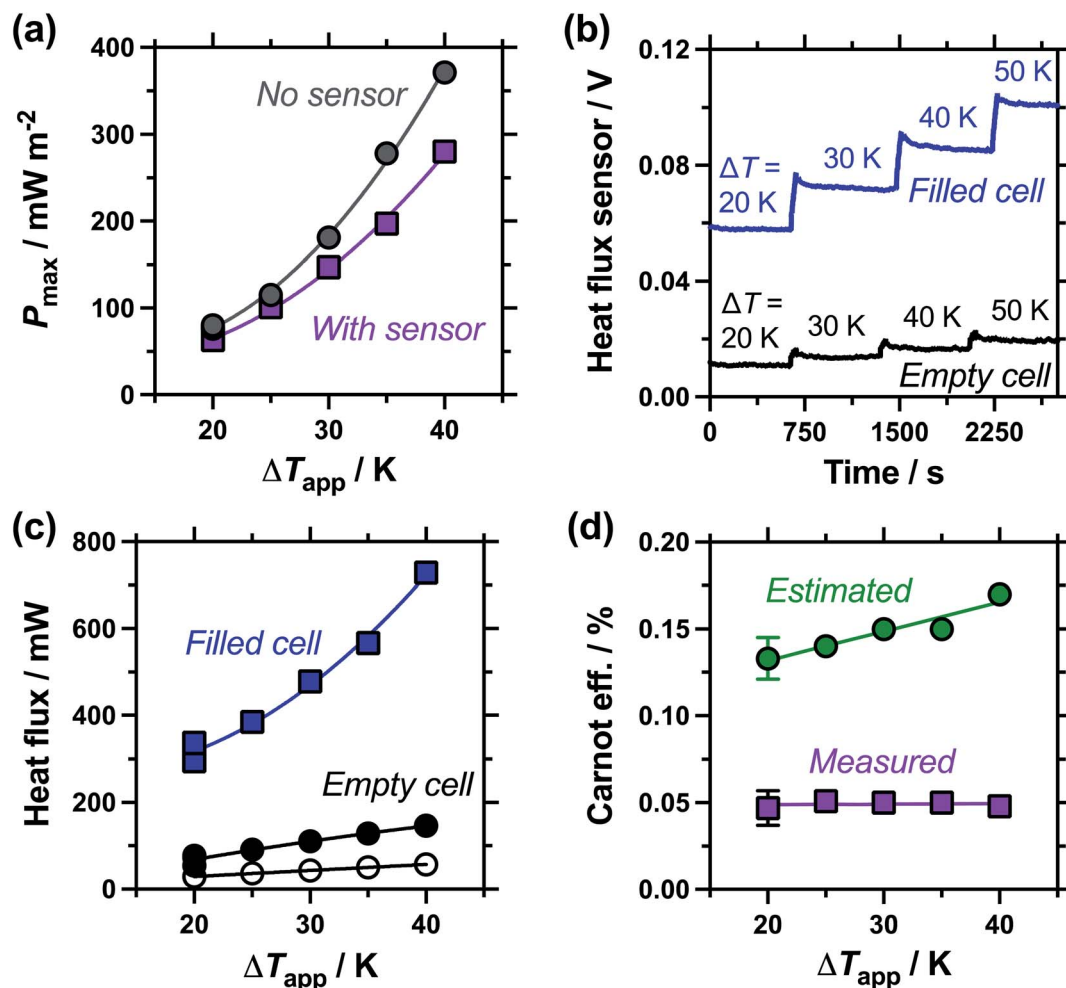 (a)
400
300
200
100
0
P_max / mW m⁻²
No sensor
With sensor
20
30
40
ΔT_app / K
(b)
0.12
0.08
0.04
0.00
Heat flux sensor / V
50 K
40 K
30 K
ΔT =
20 K
Filled cell
ΔT =
20 K
30 K
40 K
50 K
Empty cell
0
750
1500
2250
Time / s
(c)
800
600
400
200
0
Heat flux / mW
Filled cell
Empty cell
20
30
40
ΔT_app / K
(d)
0.20
0.15
0.10
0.05
0.00
Carnot eff. / %
Estimated
Measured
20
30
40
ΔT_app / K